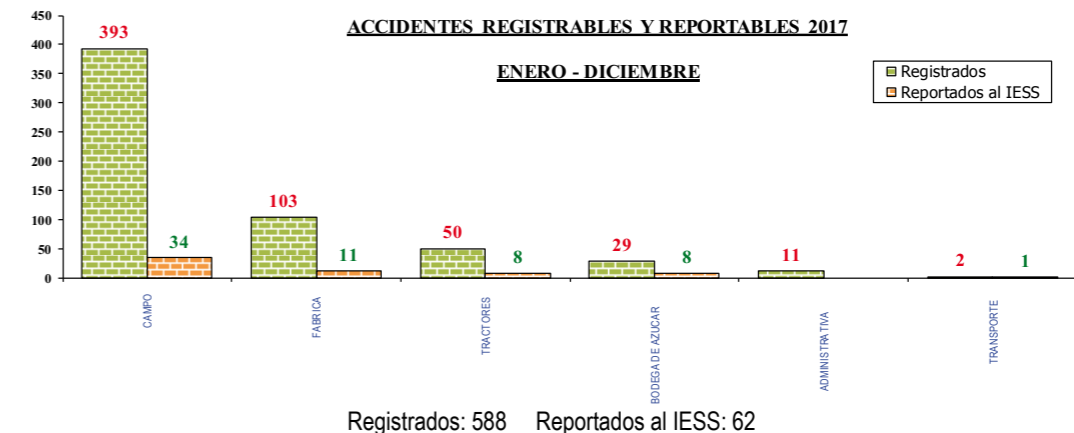 ACCIDENTES REGISTRABLES Y REPORTABLES 2017
ENERO - DICIEMBRE
Registrados
Reportados al IESS
450
400
350
300
250
200
150
100
50
0
393
34
103
11
50
8
29
8
11
2
1
CAMPO
FABRICA
TRACTORES
BODEGA DE AZUCAR
ADMINISTRATIVA
TRANSPORTE
Registrados: 588 Reportados al IESS: 62